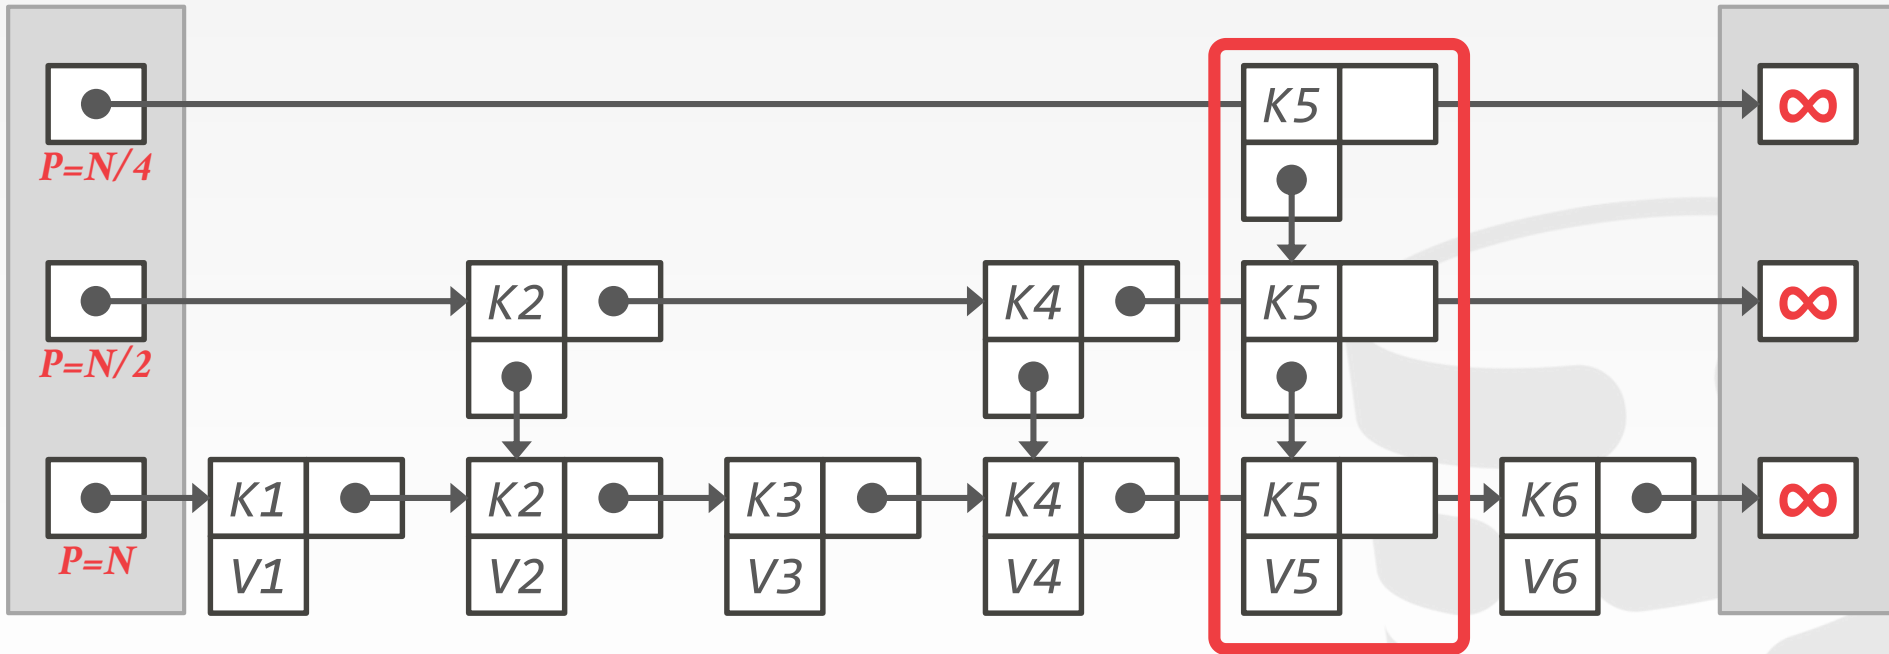 K5 ∞
P=N/4
K2 K4 K5 ∞
P=N/2
K1 K2 K3 K4 K5 K6 ∞
P=N
V1 V2 V3 V4 V5 V6